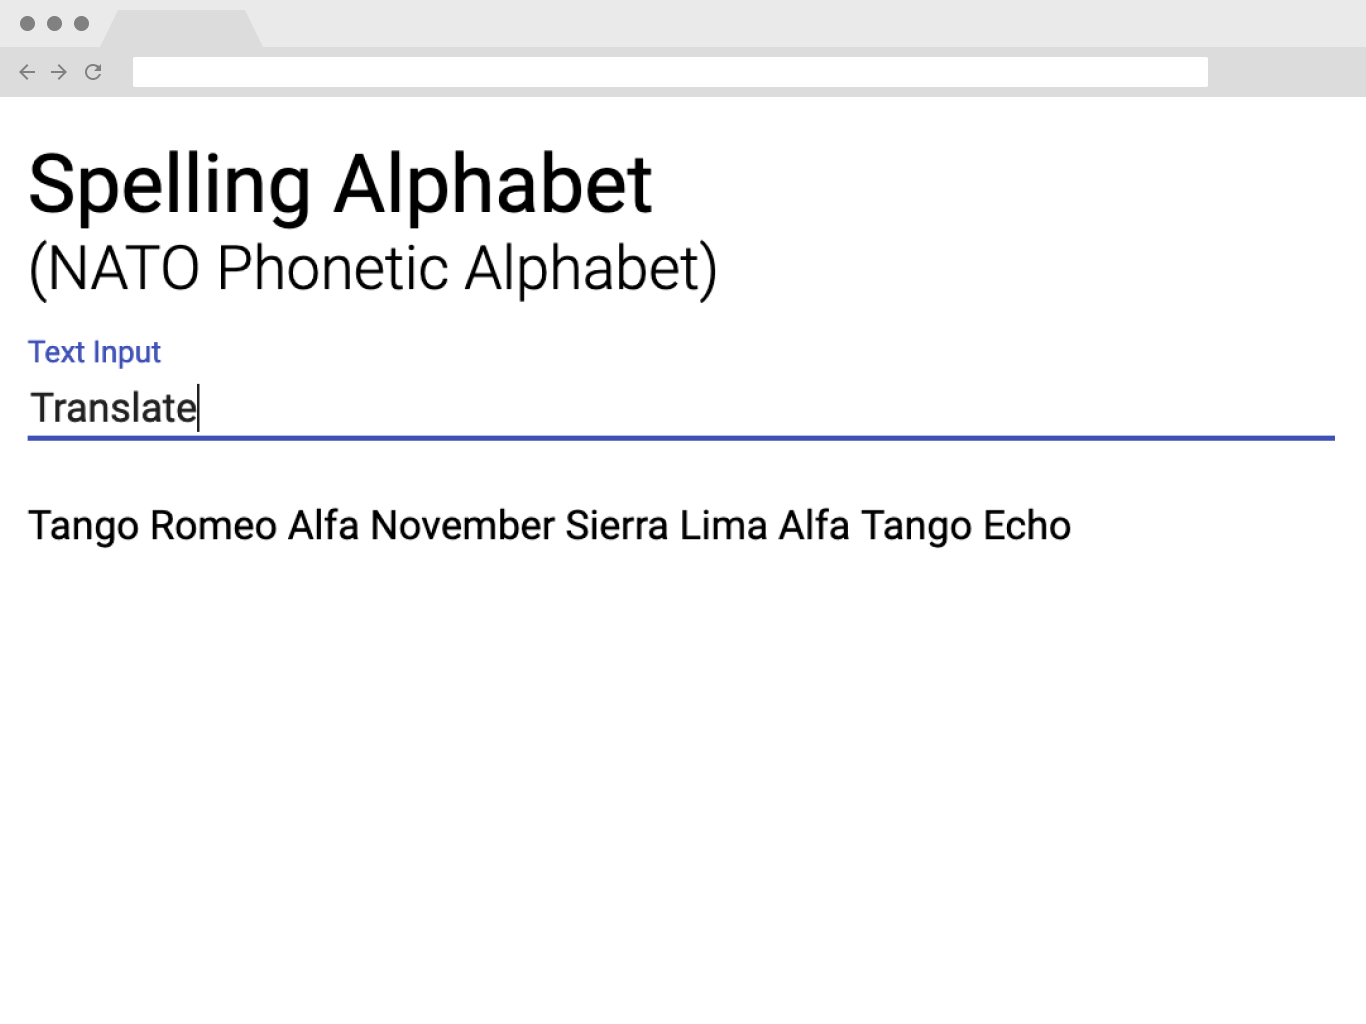 Spelling Alphabet
(NATO Phonetic Alphabet)
Text Input
Translate
Tango Romeo Alfa November Sierra Lima Alfa Tango Echo